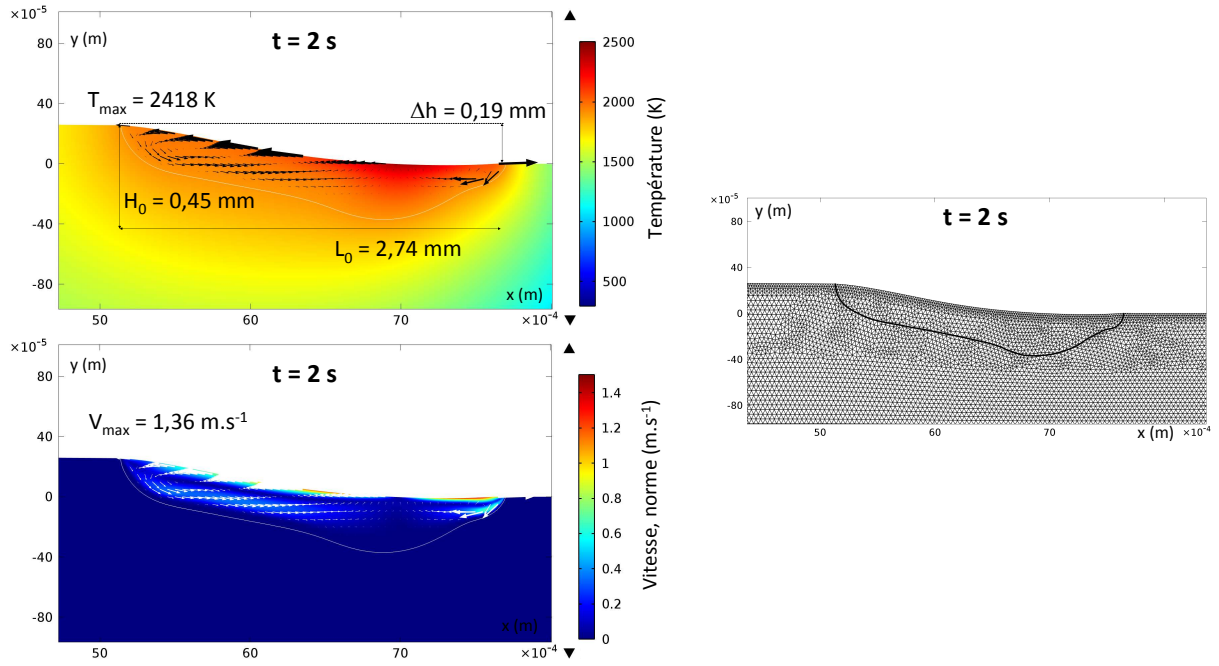 ×10⁻⁵
y (m)
t = 2 s
80
40
0
-40
-80
T_max = 2418 K
Δh = 0,19 mm
H₀ = 0,45 mm
L₀ = 2,74 mm
x (m)
50
60
70
×10⁻⁴
2500
2000
1500
1000
500
Température (K)
×10⁻⁵
y (m)
t = 2 s
80
40
0
-40
-80
V_max = 1,36 m.s⁻¹
x (m)
50
60
70
×10⁻⁴
1.4
1.2
1
0.8
0.6
0.4
0.2
0
Vitesse, norme (m.s⁻¹)
×10⁻⁵
y (m)
t = 2 s
80
40
0
-40
-80
50
60
70
x (m)
×10⁻⁴